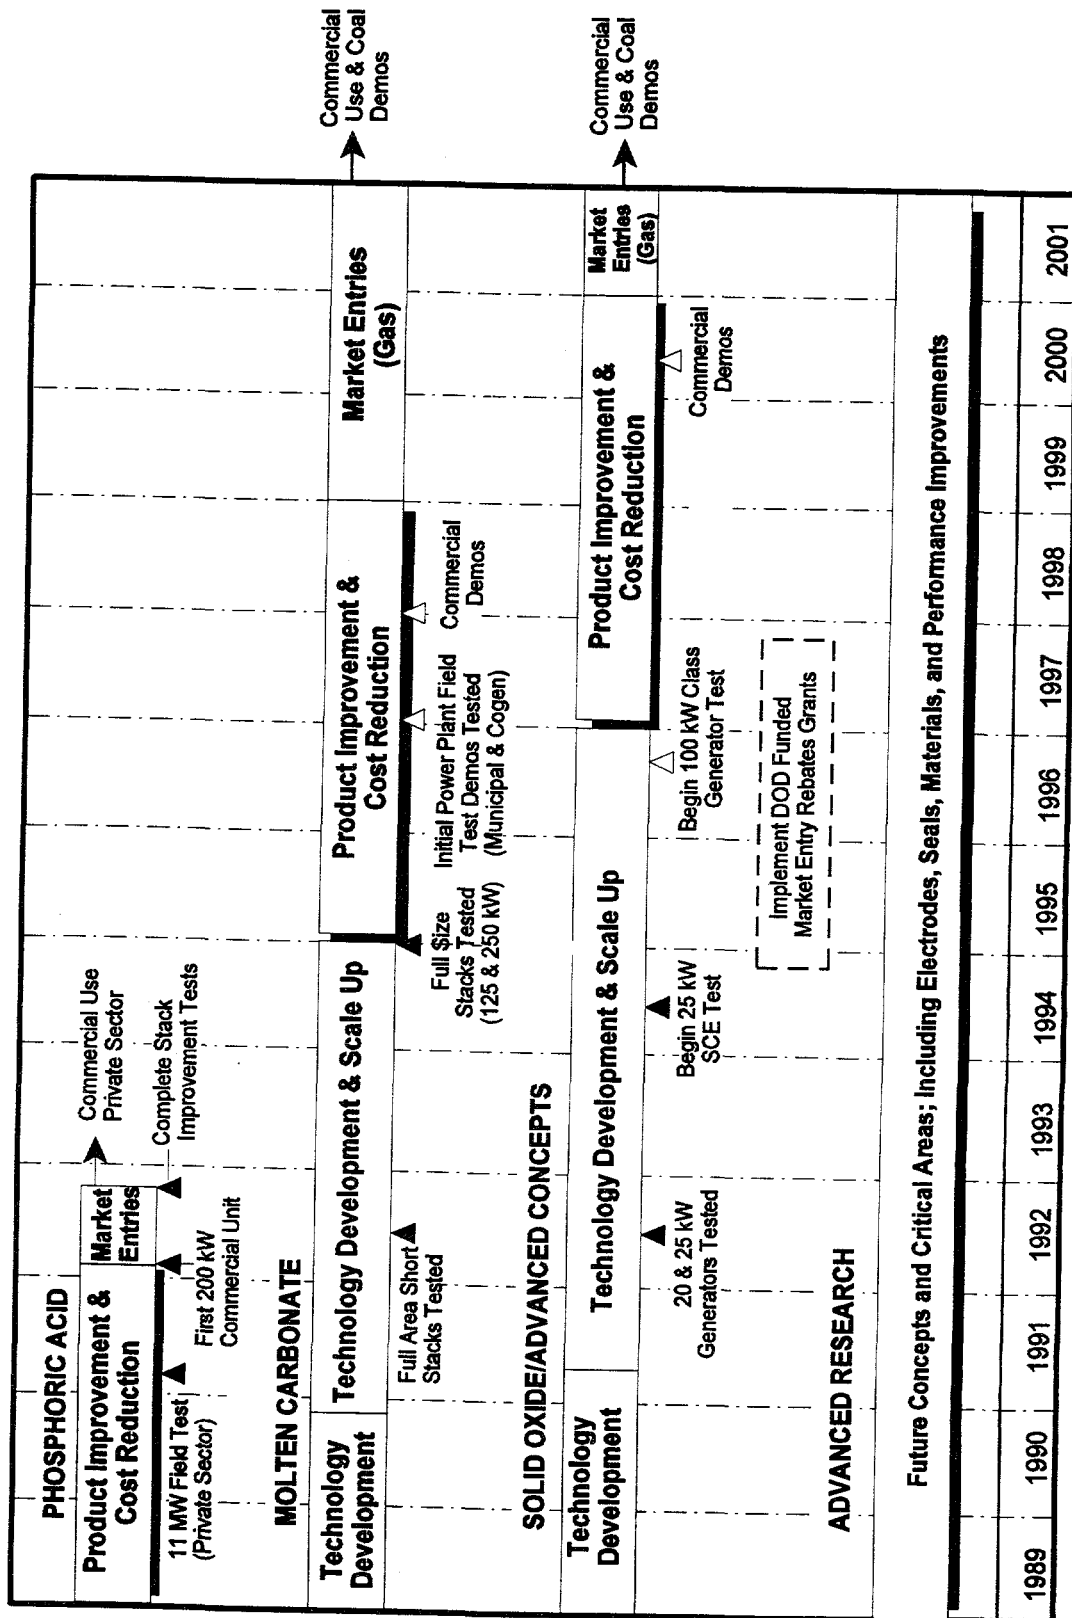 PHOSPHORIC ACID
Product Improvement &
Cost Reduction
Market
Entries
Commercial Use
Private Sector
11 MW Field Test
(Private Sector)
First 200 kW
Commercial Unit
Complete Stack
Improvement Tests
MOLTEN CARBONATE
Technology
Development
Technology Development & Scale Up
Product Improvement &
Cost Reduction
Market Entries
(Gas)
Commercial
Use & Coal
Demos
Full Area Short
Stacks Tested
Full Size
Stacks Tested
(125 & 250 kW)
Initial Power Plant Field
Test Demos Tested
(Municipal & Cogen)
Commercial
Demos
SOLID OXIDE/ADVANCED CONCEPTS
Technology
Development
Technology Development & Scale Up
Product Improvement &
Cost Reduction
Market
Entries
(Gas)
Commercial
Use & Coal
Demos
20 & 25 kW
Generators Tested
Begin 25 kW
SCE Test
Begin 100 kW Class
Generator Test
Commercial
Demos
Implement DOD Funded
Market Entry Rebates Grants
ADVANCED RESEARCH
Future Concepts and Critical Areas; Including Electrodes, Seals, Materials, and Performance Improvements
1989 1990 1991 1992 1993 1994 1995 1996 1997 1998 1999 2000 2001